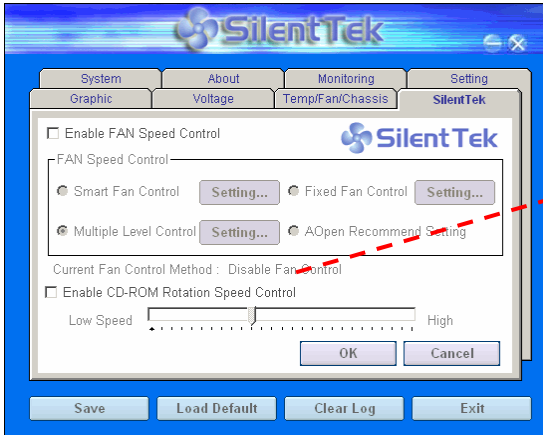 SilentTek
System About Monitoring Setting
Graphic Voltage Temp/Fan/Chassis SilentTek
Enable FAN Speed Control
SilentTek
FAN Speed Control
Smart Fan Control Setting... Fixed Fan Control Setting...
Multiple Level Control Setting... AOpen Recommend Setting
Current Fan Control Method : Disable Fan Control
Enable CD-ROM Rotation Speed Control
Low Speed High
OK Cancel
Save Load Default Clear Log Exit